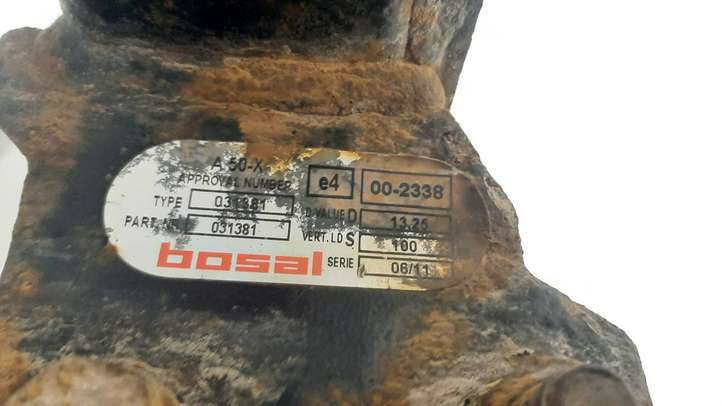 A 50-X
APPROVAL NUMBER e4 00-2338
TYPE 031381 D VALUE D 13.25
PART. NR. 031381 VERT. LD S 100
bosal SERIE 06/11